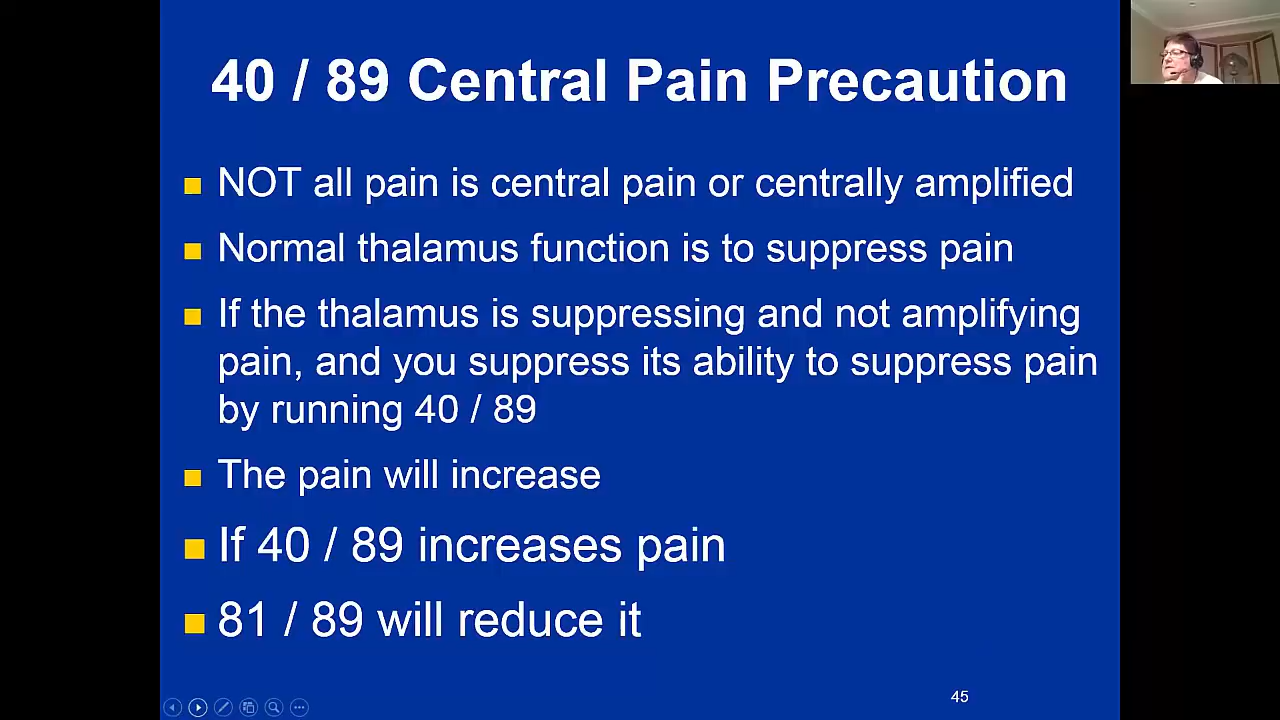 40 / 89 Central Pain Precaution
NOT all pain is central pain or centrally amplified
Normal thalamus function is to suppress pain
If the thalamus is suppressing and not amplifying
pain, and you suppress its ability to suppress pain
by running 40 / 89
The pain will increase
If 40 / 89 increases pain
81 / 89 will reduce it
45